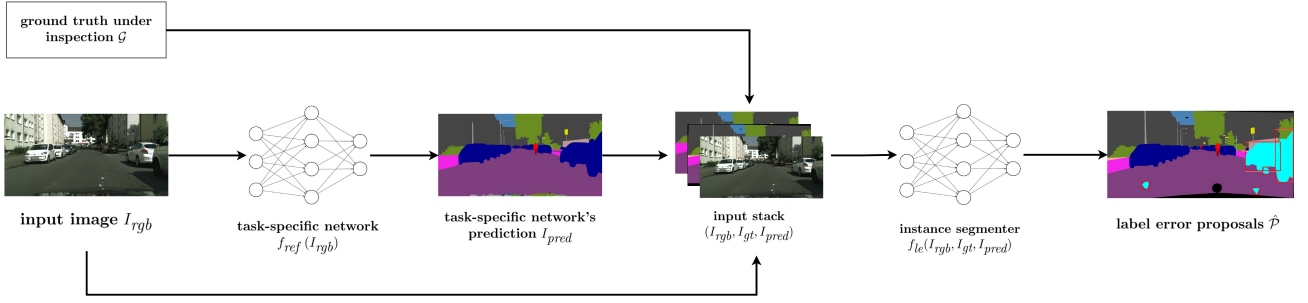 ground truth under
inspection 𝒢
input image I_rgb
task-specific network
f_ref (I_rgb)
task-specific network's
prediction I_pred
input stack
(I_rgb, I_gt, I_pred)
instance segmenter
f_le(I_rgb, I_gt, I_pred)
label error proposals 𝒫̂